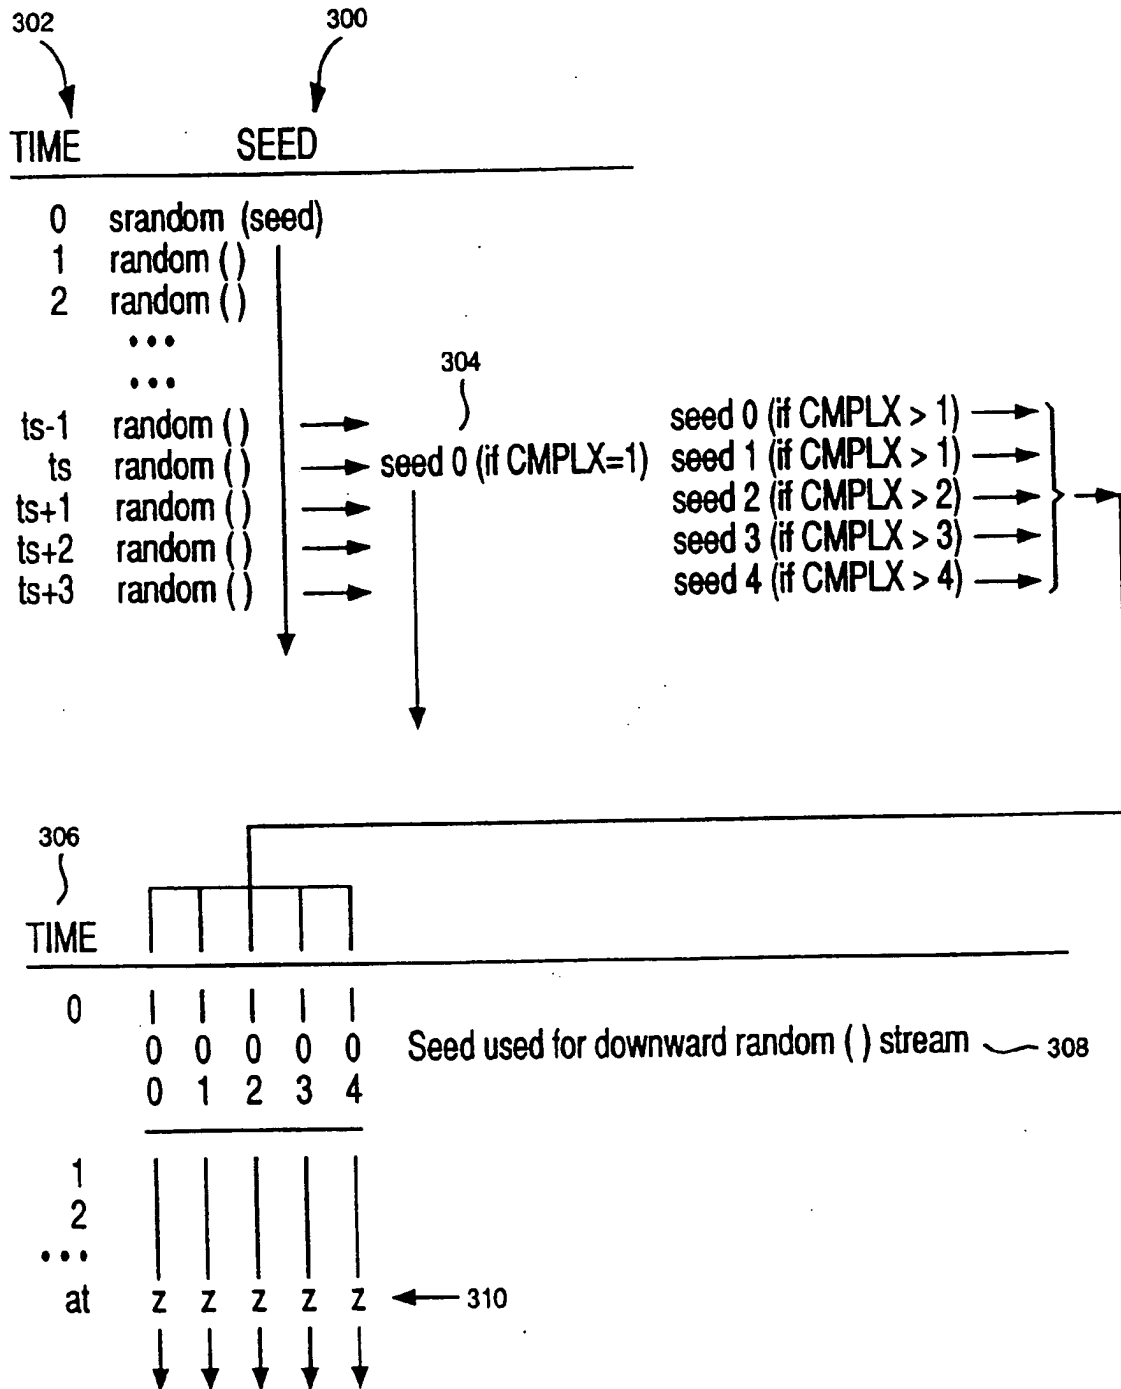 302 300
TIME SEED
0 srandom (seed)
1 random ( )
2 random ( )
•••
•••
304
ts-1 random ( ) seed 0 (if CMPLX > 1)
ts random ( ) seed 0 (if CMPLX=1) seed 1 (if CMPLX > 1)
ts+1 random ( ) seed 2 (if CMPLX > 2)
ts+2 random ( ) seed 3 (if CMPLX > 3)
ts+3 random ( ) seed 4 (if CMPLX > 4)
306
TIME
0
0 0 0 0 0 Seed used for downward random ( ) stream 308
0 1 2 3 4
1
2
•••
at z z z z z 310